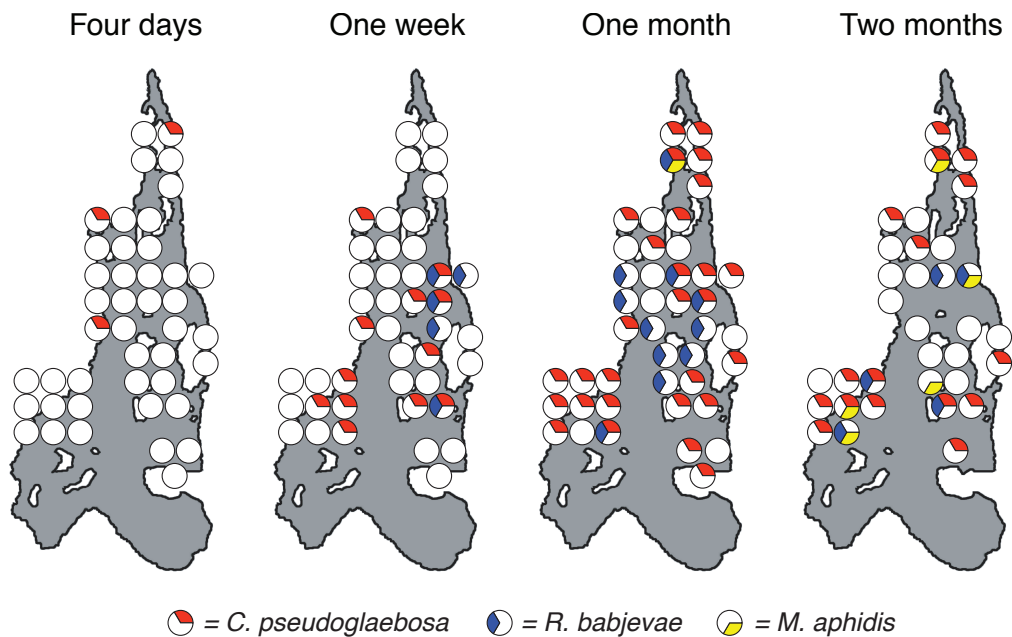 Four days One week One month Two months
= C. pseudoglaebosa = R. babjevae = M. aphidis